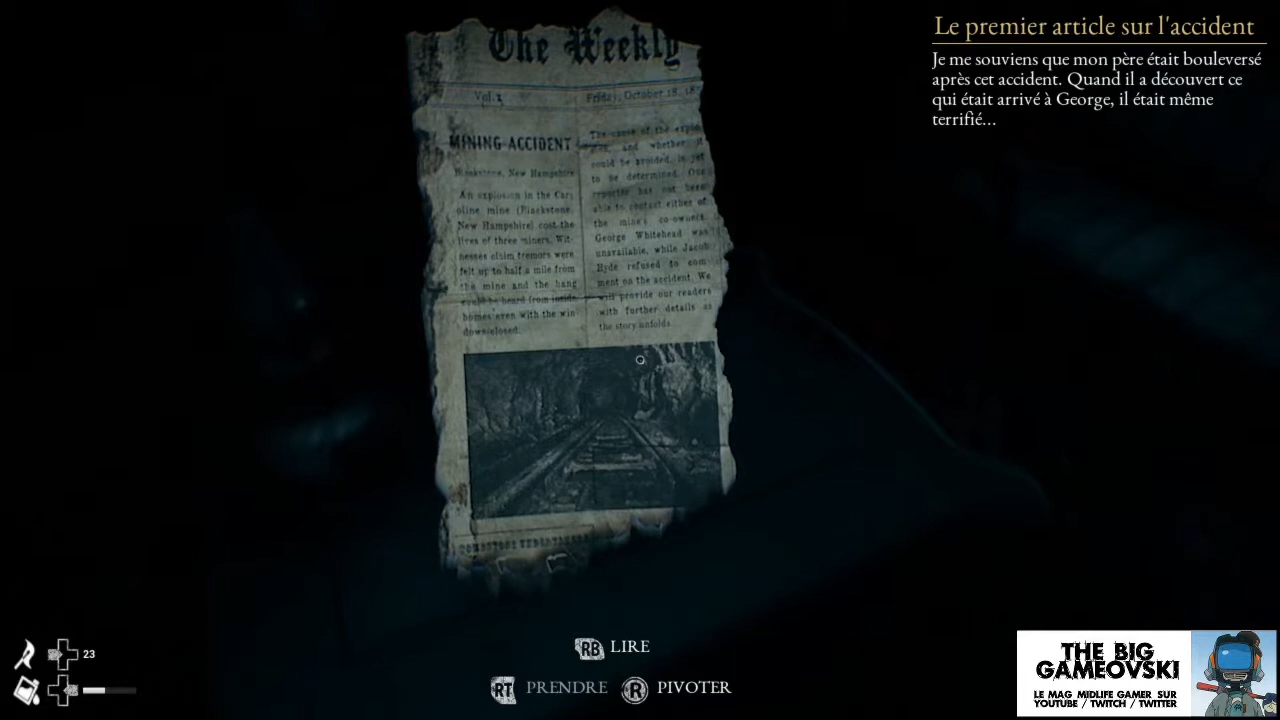 The Weekly
Vol.1
Friday, October 18, 18
MINING ACCIDENT
Blackstone, New Hampshire
An explosion in the Car-
oline mine (Blackstone,
New Hampshire) cost the
lives of three miners. Wit-
nesses claim tremors were
felt up to half a mile from
the mine and the bang
could be heard from inside
homes even with the win-
dows closed.
The cause of the explo-
and whether it
could be avoided, is yet
to be determined. Our
reporter has not been
able to contact either of
the mine's co-owners.
George Whitehead was
unavailable, while Jacob
Hyde refused to com-
ment on the accident. We
will provide our readers
with further details as
the story unfolds.
Le premier article sur l'accident
Je me souviens que mon père était bouleversé
après cet accident. Quand il a découvert ce
qui était arrivé à George, il était même
terrifié...
23
RB LIRE
RT PRENDRE R PIVOTER
THE BIG
GAMEOVSKI
LE MAG MIDLIFE GAMER SUR
YOUTUBE / TWITCH / TWITTER